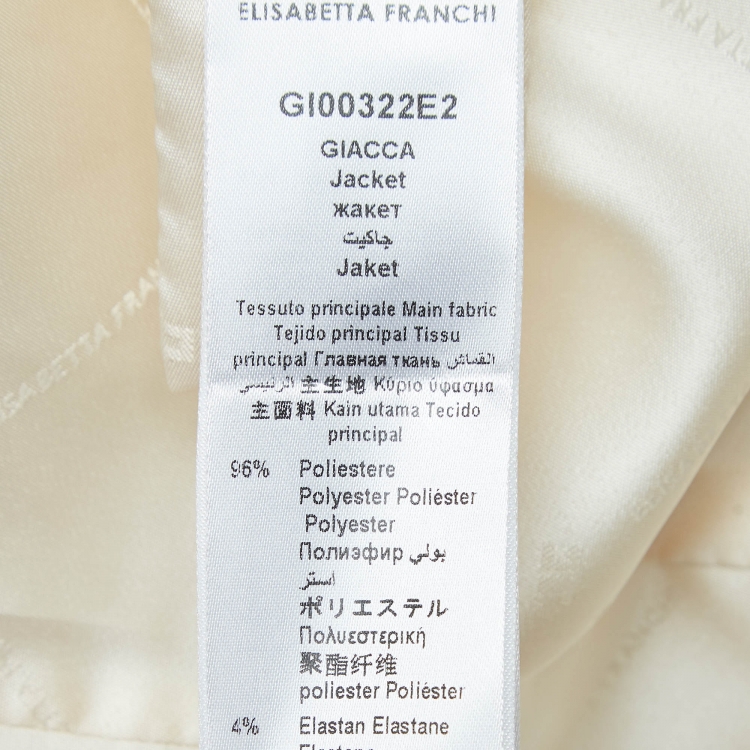 ELISABETTA FRANCHI
GI00322E2
GIACCA
Jacket
жакет
جاكيت
Jaket
Tessuto principale Main fabric
Tejido principal Tissu
principal Главная ткань القماش
الرئيسي 主生地 Κύριο ύφασμα
主面料 Kain utama Tecido
principal
96% Poliestere
Polyester Poliéster
Polyester
Полиэфир بولي
استر
ポリエステル
Πολυεστερική
聚酯纤维
poliester Poliéster
4% Elastan Elastane